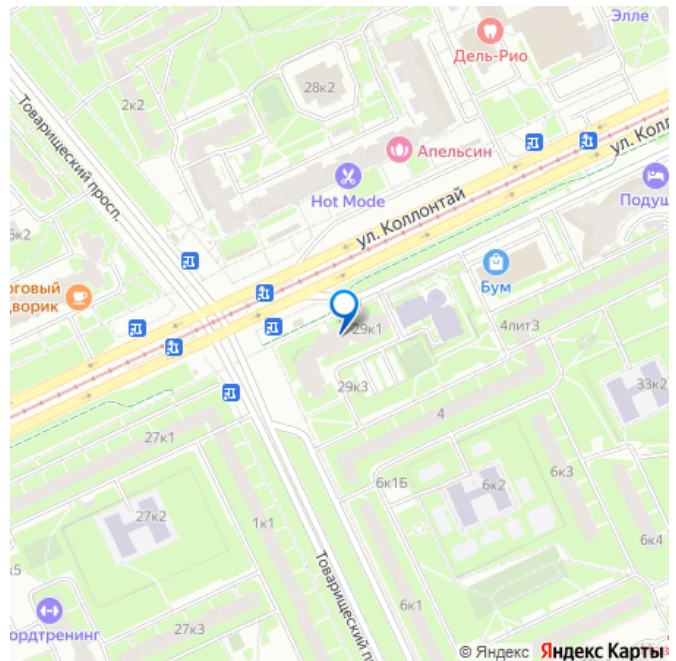 Элле
Дель-Рио
28к2
2к2
Товарищеский просп.
Апельсин
ул. Колл
Hot Mode
ул. Коллонтай
Подуш
6к2
Бум
рговый
дворик
29к1
4литЗ
29к3
33к2
4
27к1
6к1Б
6к2
6к3
27к2
1к1
6к4
к5
Товарищеский п
6к1
ордтренинг
27к3
© Яндекс Яндекс Карты